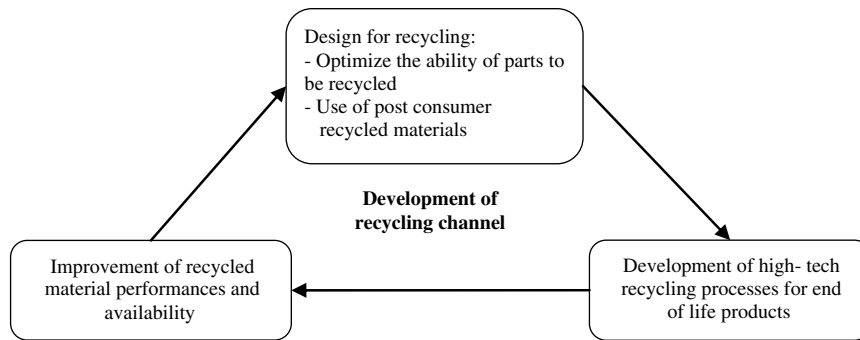 Design for recycling:
- Optimize the ability of parts to
be recycled
- Use of post consumer
recycled materials
Development of
recycling channel
Improvement of recycled
material performances and
availability
Development of high- tech
recycling processes for end
of life products